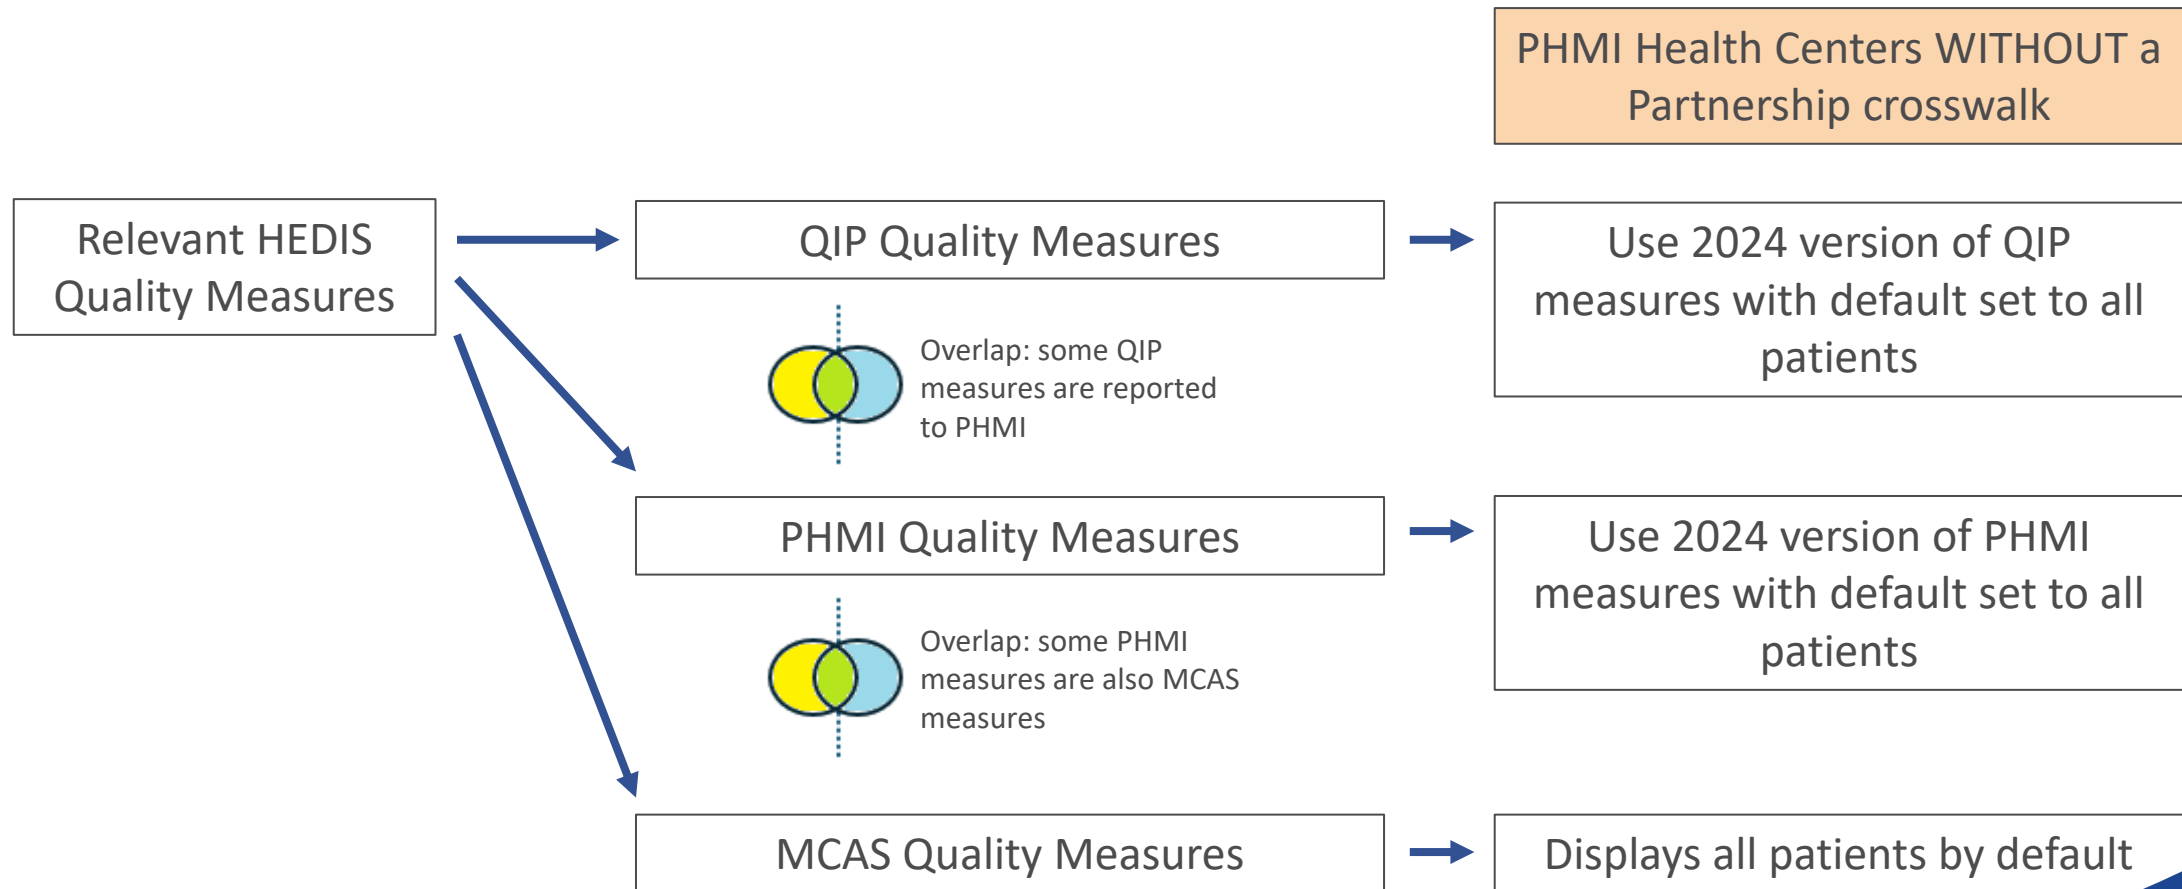 PHMI Health Centers WITHOUT a
Partnership crosswalk
Relevant HEDIS
Quality Measures
QIP Quality Measures
Use 2024 version of QIP
measures with default set to all
patients
Overlap: some QIP
measures are reported
to PHMI
PHMI Quality Measures
Use 2024 version of PHMI
measures with default set to all
patients
Overlap: some PHMI
measures are also MCAS
measures
MCAS Quality Measures
Displays all patients by default